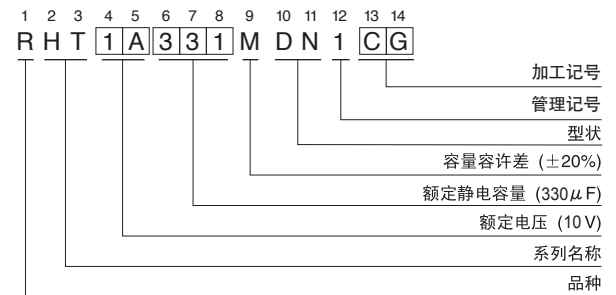 1 2 3 4 5 6 7 8 9 10 11 12 13 14
R H T 1 A 3 3 1 M D N 1 C G
加工记号
管理记号
型状
容量容许差 (±20%)
额定静电容量 (330μF)
额定电压 (10V)
系列名称
品种